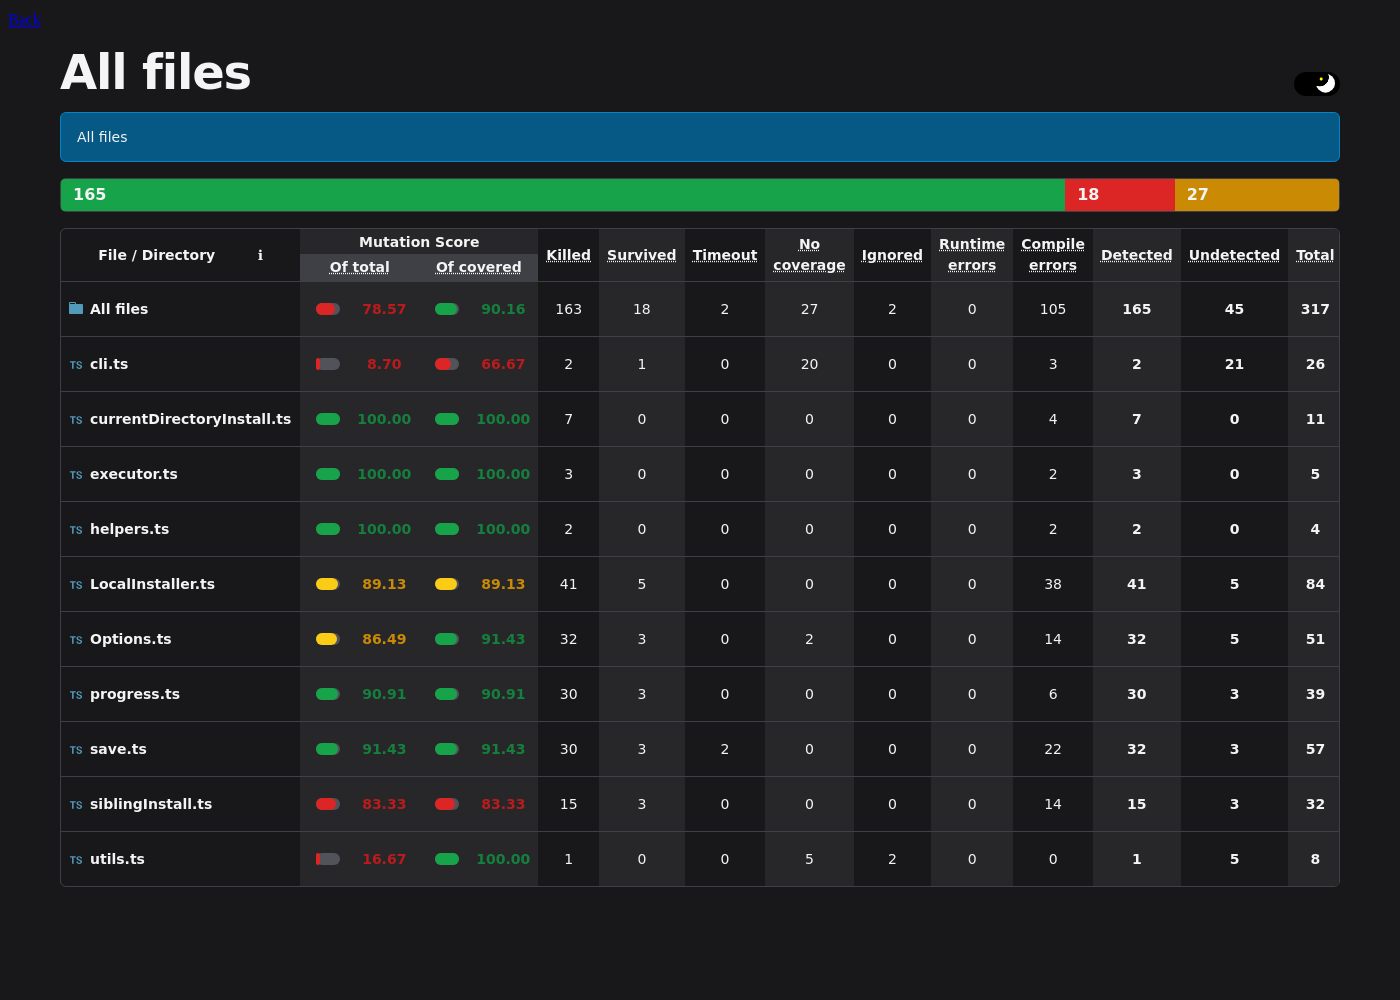 Back
All files
All files
165 18 27
File / Directory ℹ Mutation Score Of total Of covered Killed Survived Timeout No coverage Ignored Runtime errors Compile errors Detected Undetected Total
All files 78.57 90.16 163 18 2 27 2 0 105 165 45 317
TS cli.ts 8.70 66.67 2 1 0 20 0 0 3 2 21 26
TS currentDirectoryInstall.ts 100.00 100.00 7 0 0 0 0 0 4 7 0 11
TS executor.ts 100.00 100.00 3 0 0 0 0 0 2 3 0 5
TS helpers.ts 100.00 100.00 2 0 0 0 0 0 2 2 0 4
TS LocalInstaller.ts 89.13 89.13 41 5 0 0 0 0 38 41 5 84
TS Options.ts 86.49 91.43 32 3 0 2 0 0 14 32 5 51
TS progress.ts 90.91 90.91 30 3 0 0 0 0 6 30 3 39
TS save.ts 91.43 91.43 30 3 2 0 0 0 22 32 3 57
TS siblingInstall.ts 83.33 83.33 15 3 0 0 0 0 14 15 3 32
TS utils.ts 16.67 100.00 1 0 0 5 2 0 0 1 5 8